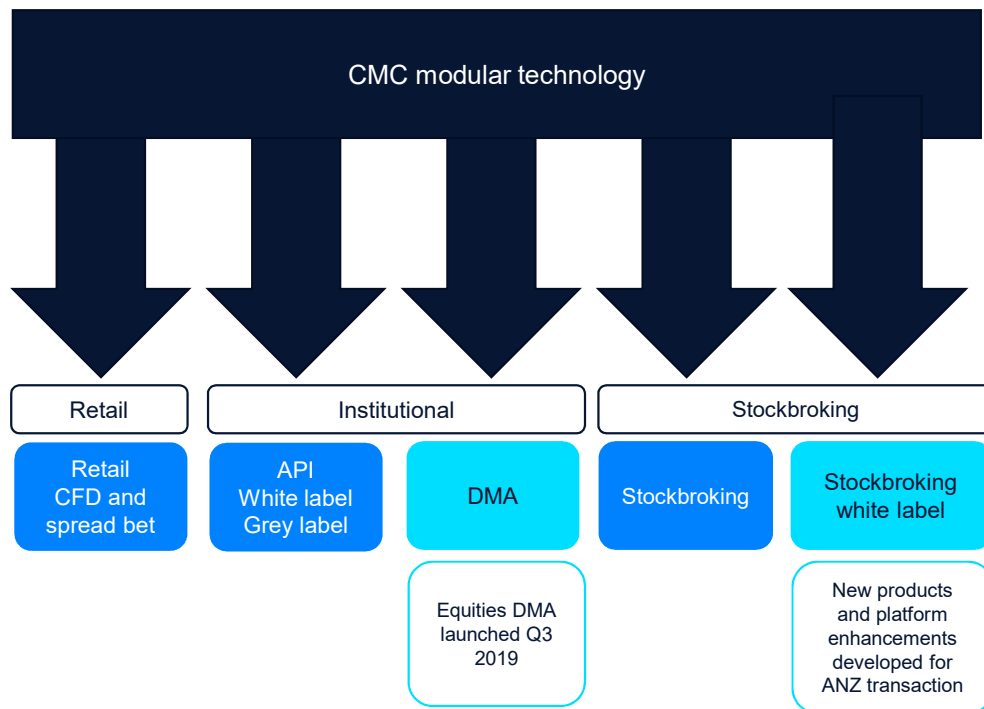 CMC modular technology
Retail
Institutional
Stockbroking
Retail
CFD and
spread bet
API
White label
Grey label
DMA
Stockbroking
Stockbroking
white label
Equities DMA
launched Q3
2019
New products
and platform
enhancements
developed for
ANZ transaction